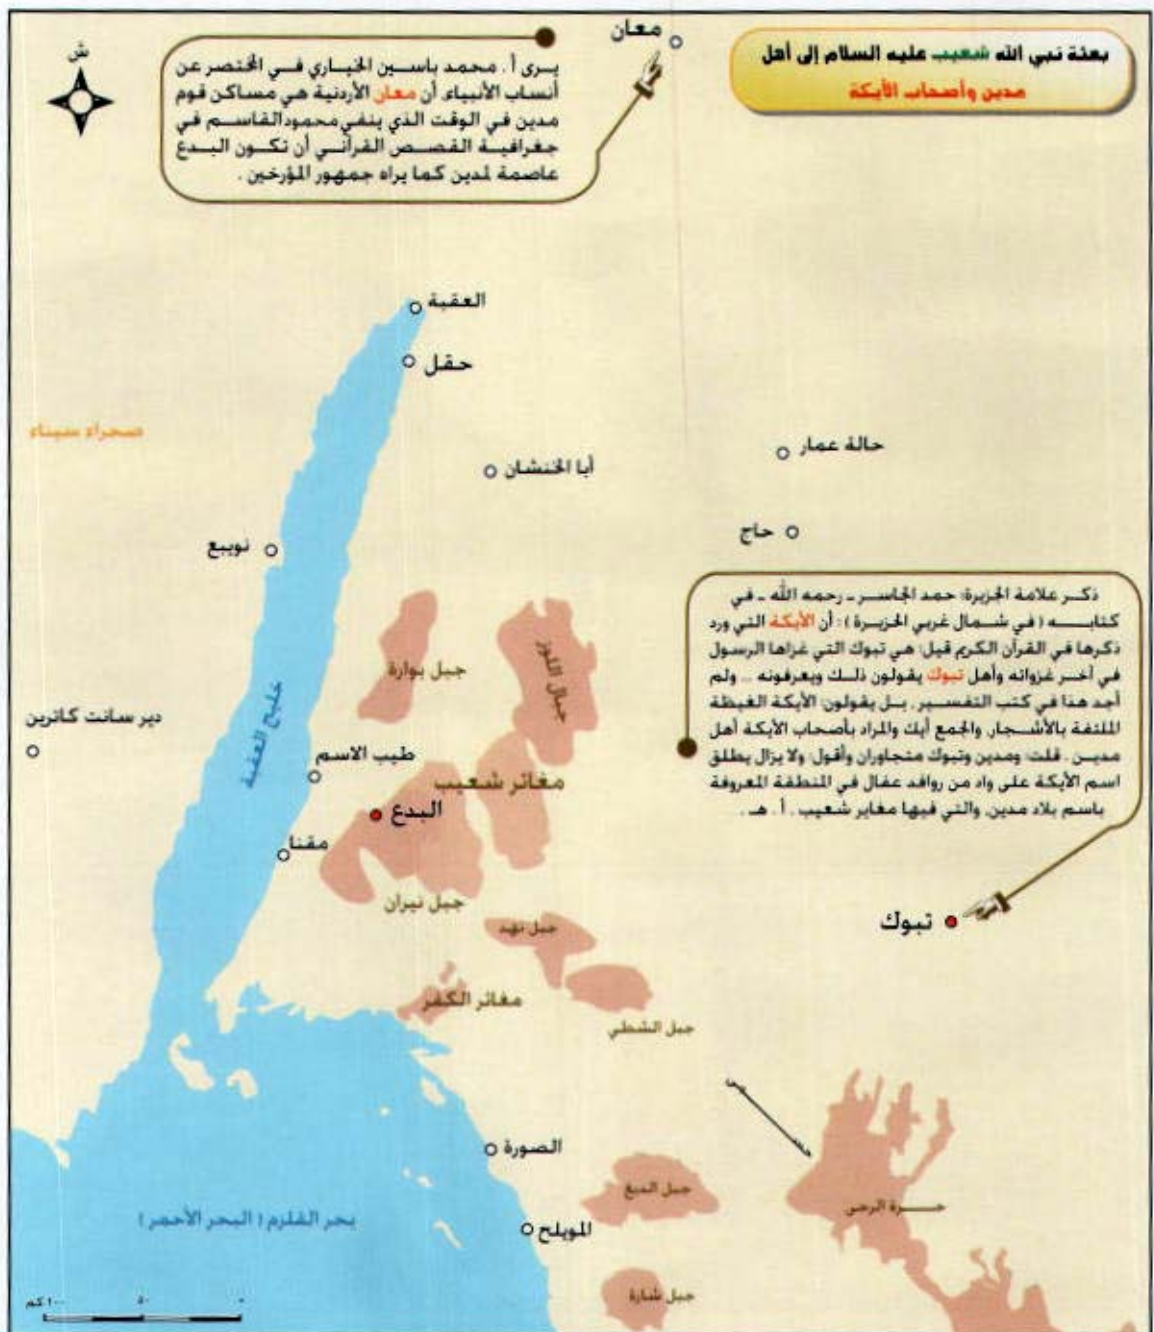 بعثة نبي الله شعيب عليه السلام إلى أهل
مدين وأصحاب الأيكة
ش
معان
يرى أ. محمد ياسين الخياري في المختصر عن
أنساب الأنبياء. أن معان الأردنية هي مساكن قوم
مدين في الوقت الذي ينفي محمود القاسم في
جغرافية القصص القرآني أن تكون البدع
عاصمة لمدين كما يراه جمهور المؤرخين .
العقبة
حقل
صحراء سيناء
حالة عمار
أبا الخنشان
حاج
نويبع
ذكر علامة الجزيرة: حمد الجاسر ـ رحمه الله ـ في
كتابه ( في شمال غربي الجزيرة ) : أن الأيكة التي ورد
ذكرها في القرآن الكريم قيل: هي تبوك التي غزاها الرسول
في آخر غزواته وأهل تبوك يقولون ذلك ويعرفونه .. ولم
أجد هذا في كتب التفسير . بل يقولون: الأيكة الغيظة
الملتفة بالأشجار. والجمع أيك والمراد بأصحاب الأيكة أهل
مدين . قلت: ومدين وتبوك متجاوران وأقول: ولا يزال يطلق
اسم الأيكة على واد من روافد عفال في المنطقة المعروفة
باسم بلاد مدين. والتي فيها مغاير شعيب . أ . هـ .
جبل بوارة
جبال اللوز
خليج العقبة
دير سانت كاترين
طيب الاسم
مغائر شعيب
البدع
مقنا
جبل نيران
تبوك
جبل نهد
مغائر الكفر
جبل الشطي
الصورة
جبل الدبغ
حرة الرحى
بحر القلزم ( البحر الأحمر )
المويلح
جبل شارة
١٠٠ كم ٥٠ ٠